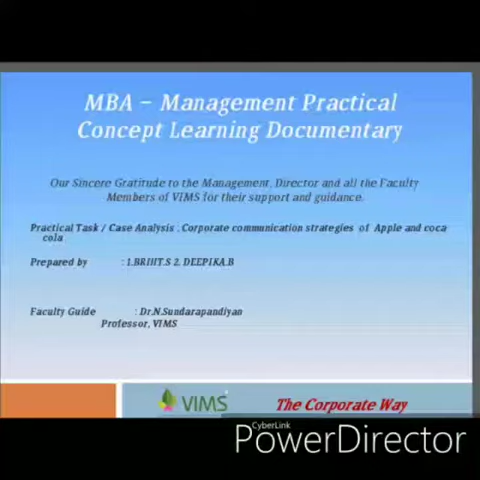 MBA – Management Practical
Concept Learning Documentary
Our Sincere Gratitude to the Management, Director and all the Faculty
Members of VIMS for their support and guidance.
Practical Task / Case Analysis : Corporate communication strategies of Apple and coca
cola
Prepared by : 1. S 2. DEEPIKA.B
Faculty Guide : Dr.N.Sundarapandiyan
Professor, VIMS
VIMS
The Corporate Way
CyberLink
PowerDirector